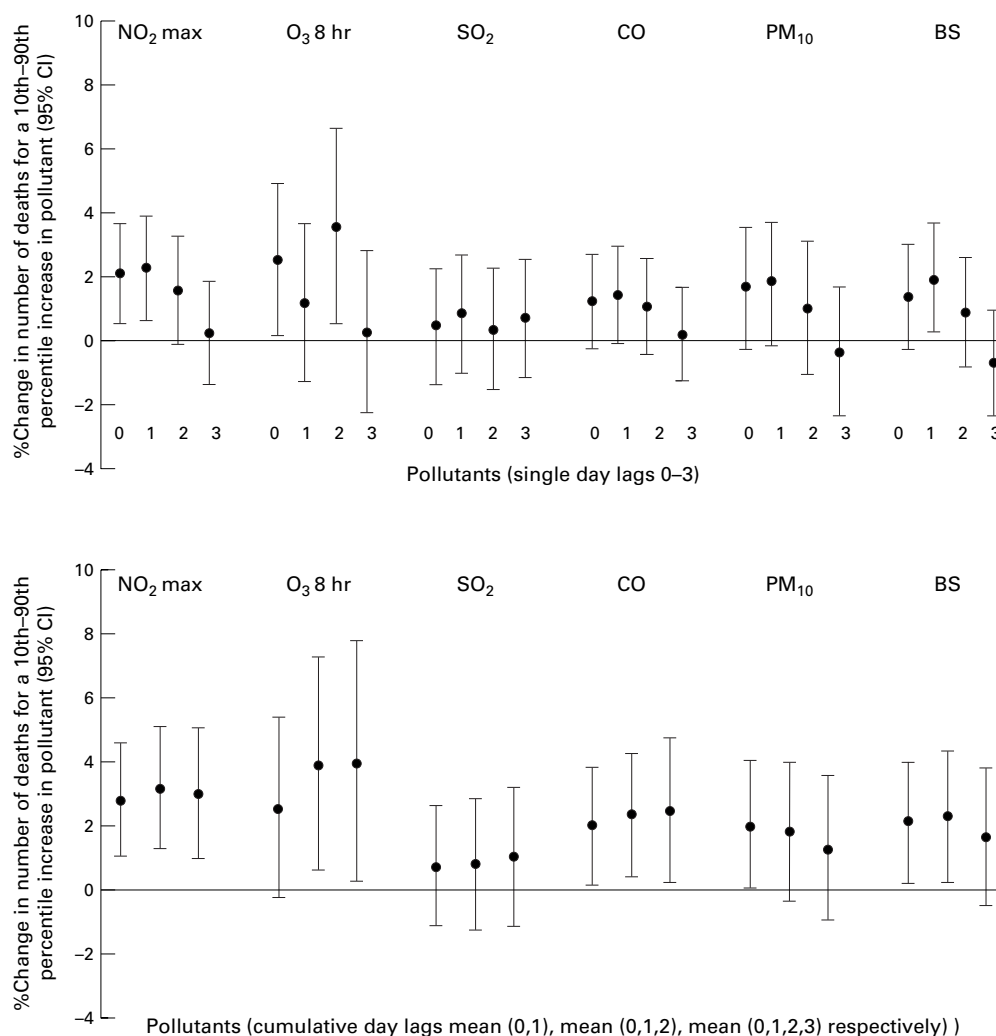 %Change in number of deaths for a 10th–90th
percentile increase in pollutant (95% CI)
10
8
6
4
2
0
–2
–4
NO₂ max O₃ 8 hr SO₂ CO PM₁₀ BS
0 1 2 3 0 1 2 3 0 1 2 3 0 1 2 3 0 1 2 3 0 1 2 3
Pollutants (single day lags 0–3)
%Change in number of deaths for a 10th–90th
percentile increase in pollutant (95% CI)
10
8
6
4
2
0
–2
–4
NO₂ max O₃ 8 hr SO₂ CO PM₁₀ BS
Pollutants (cumulative day lags mean (0,1), mean (0,1,2), mean (0,1,2,3) respectively) )